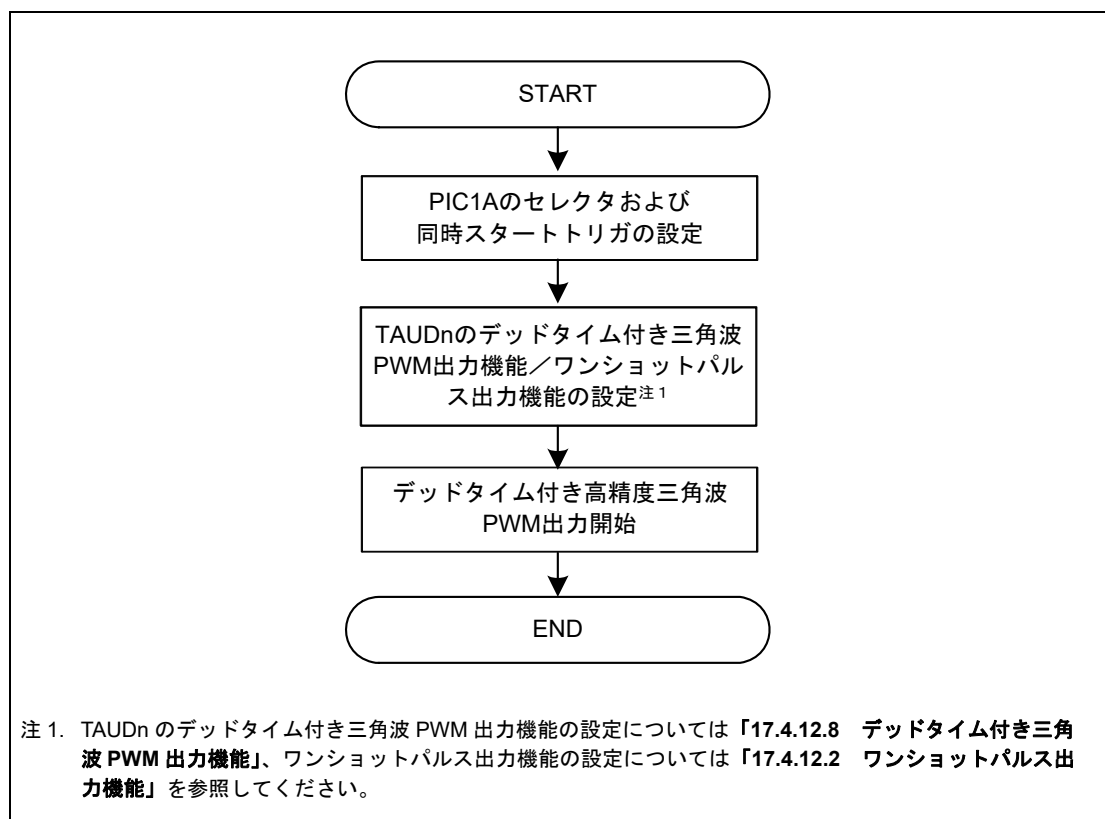 START
PIC1Aのセレクタおよび
同時スタートトリガの設定
TAUDnのデッドタイム付き三角波
PWM出力機能／ワンショットパル
ス出力機能の設定注 1
デッドタイム付き高精度三角波
PWM出力開始
END
注 1. TAUDn のデッドタイム付き三角波 PWM 出力機能の設定については「17.4.12.8 デッドタイム付き三角
波 PWM 出力機能」、ワンショットパルス出力機能の設定については「17.4.12.2 ワンショットパルス出
力機能」を参照してください。